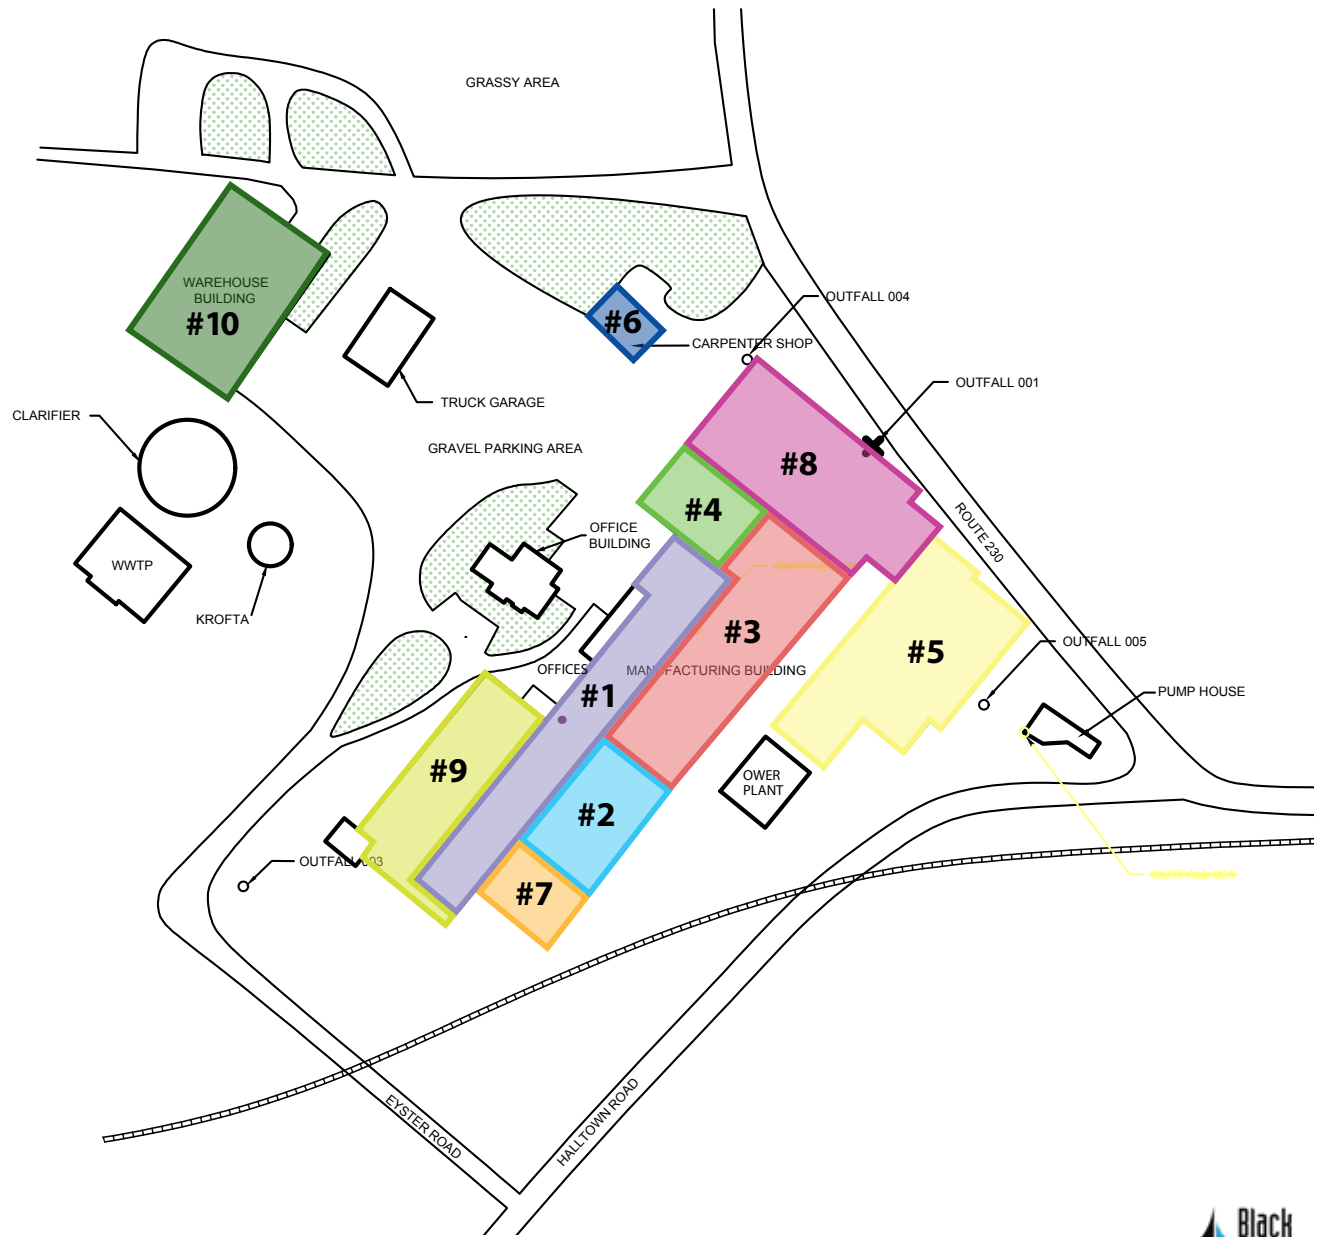 GRASSY AREA
WAREHOUSE
BUILDING
#10
OUTFALL 004
#6
CARPENTER SHOP
OUTFALL 001
TRUCK GARAGE
CLARIFIER
GRAVEL PARKING AREA
#8
#4
ROUTE 230
OFFICE
BUILDING
WWTP
KROFTA
#3
OUTFALL 005
#5
OFFICES
MANUFACTURING BUILDING
#1
PUMP HOUSE
#9
OWER
PLANT
#2
OUTFALL 003
#7
EYSTER ROAD
HALLTOWN ROAD
Black